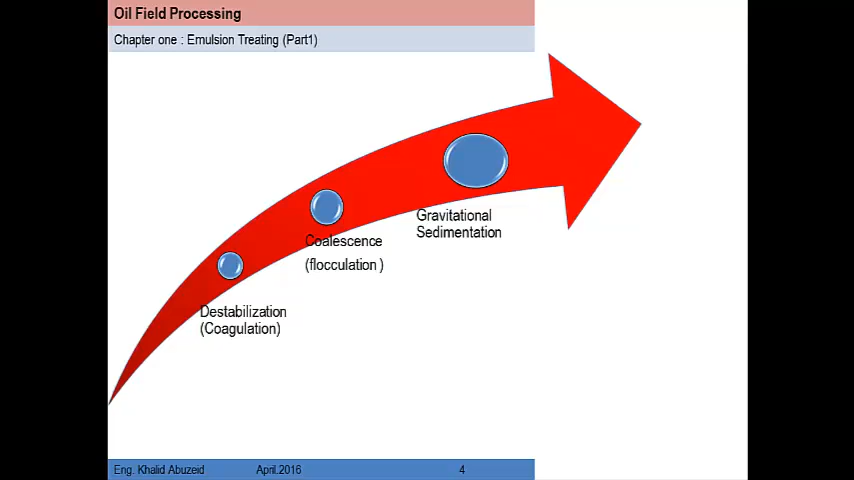 Oil Field Processing
Chapter one : Emulsion Treating (Part1)
Gravitational
Sedimentation
Coalescence
(flocculation )
Destabilization
(Coagulation)
Eng. Khalid Abuzeid April.2016 4